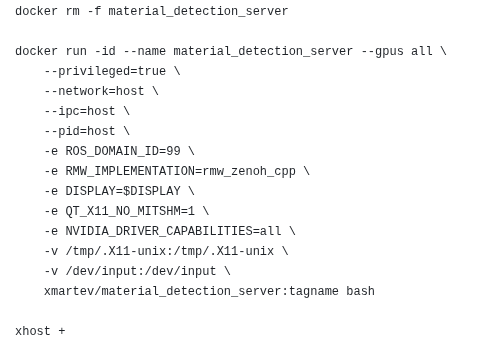 docker rm -f material_detection_server

docker run -id --name material_detection_server --gpus all \
    --privileged=true \
    --network=host \
    --ipc=host \
    --pid=host \
    -e ROS_DOMAIN_ID=99 \
    -e RMW_IMPLEMENTATION=rmw_zenoh_cpp \
    -e DISPLAY=$DISPLAY \
    -e QT_X11_NO_MITSHM=1 \
    -e NVIDIA_DRIVER_CAPABILITIES=all \
    -v /tmp/.X11-unix:/tmp/.X11-unix \
    -v /dev/input:/dev/input \
    xmartev/material_detection_server:tagname bash

xhost +